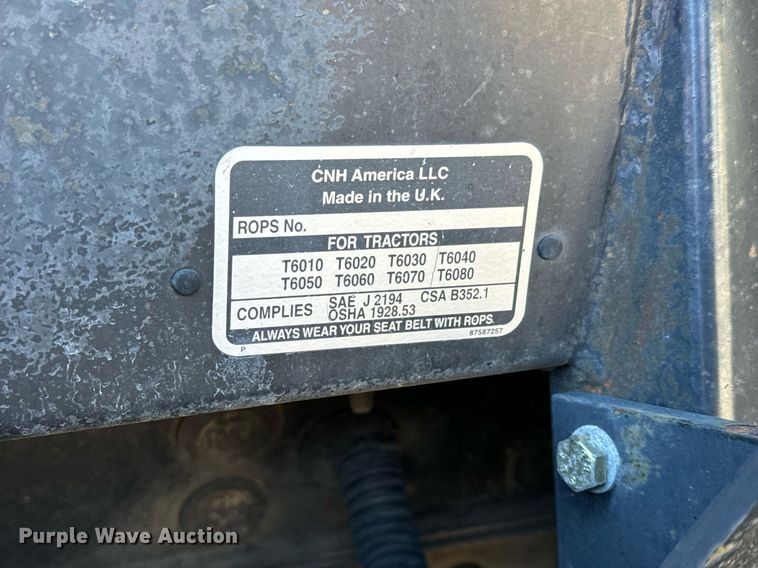 CNH America LLC
Made in the U.K.
ROPS No.
FOR TRACTORS
T6010 T6020 T6030 T6040
T6050 T6060 T6070 T6080
COMPLIES SAE J 2194 CSA B352.1
OSHA 1928.53
ALWAYS WEAR YOUR SEAT BELT WITH ROPS.
P 87587257
Purple Wave Auction